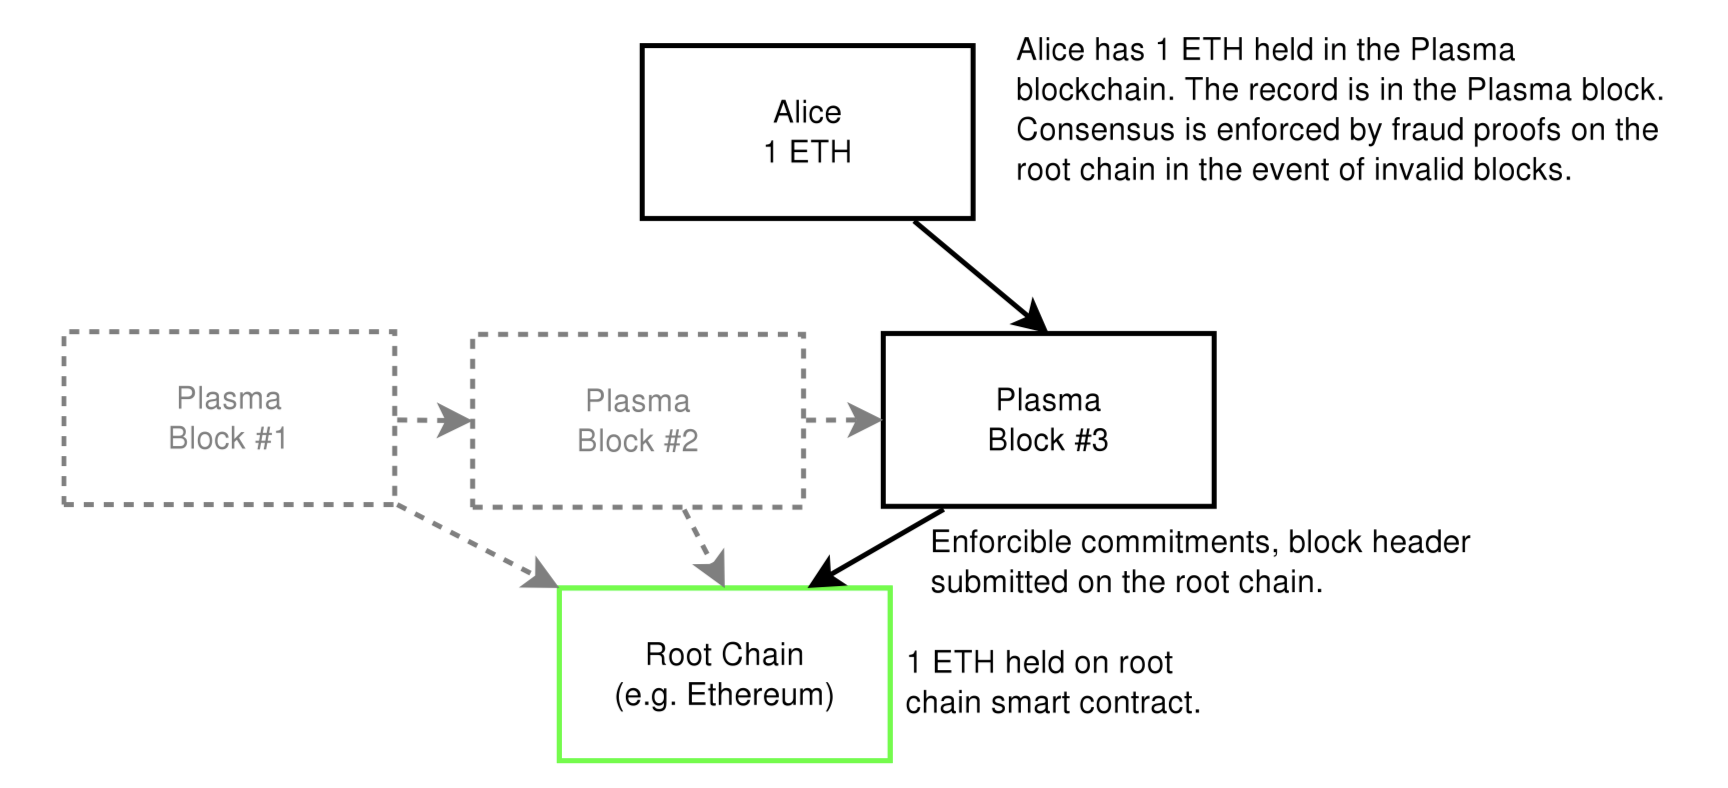 Alice has 1 ETH held in the Plasma
blockchain. The record is in the Plasma block.
Consensus is enforced by fraud proofs on the
root chain in the event of invalid blocks.
Alice
1 ETH
Plasma
Block #1
Plasma
Block #2
Plasma
Block #3
Enforcible commitments, block header
submitted on the root chain.
Root Chain
(e.g. Ethereum)
1 ETH held on root
chain smart contract.